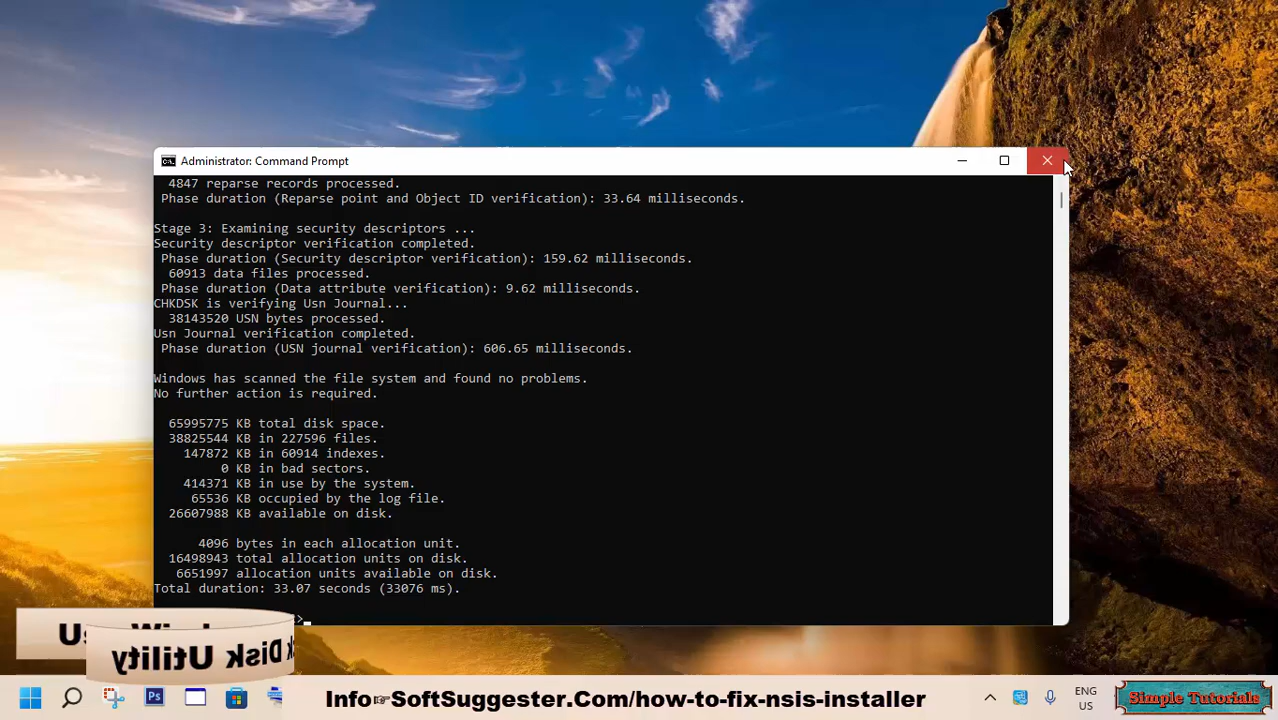 Administrator: Command Prompt
4847 reparse records processed.
Phase duration (Reparse point and Object ID verification): 33.64 milliseconds.
Stage 3: Examining security descriptors ...
Security descriptor verification completed.
Phase duration (Security descriptor verification): 159.62 milliseconds.
60913 data files processed.
Phase duration (Data attribute verification): 9.62 milliseconds.
CHKDSK is verifying Usn Journal...
38143520 USN bytes processed.
Usn Journal verification completed.
Phase duration (USN journal verification): 606.65 milliseconds.
Windows has scanned the file system and found no problems.
No further action is required.
65995775 KB total disk space.
38825544 KB in 227596 files.
147872 KB in 60914 indexes.
0 KB in bad sectors.
414371 KB in use by the system.
65536 KB occupied by the log file.
26607988 KB available on disk.
4096 bytes in each allocation unit.
16498943 total allocation units on disk.
6651997 allocation units available on disk.
Total duration: 33.07 seconds (33076 ms).
>
Disk Utility
Ps
Info☞SoftSuggester.Com/how-to-fix-nsis-installer
ENG
US
Simple Tutorials